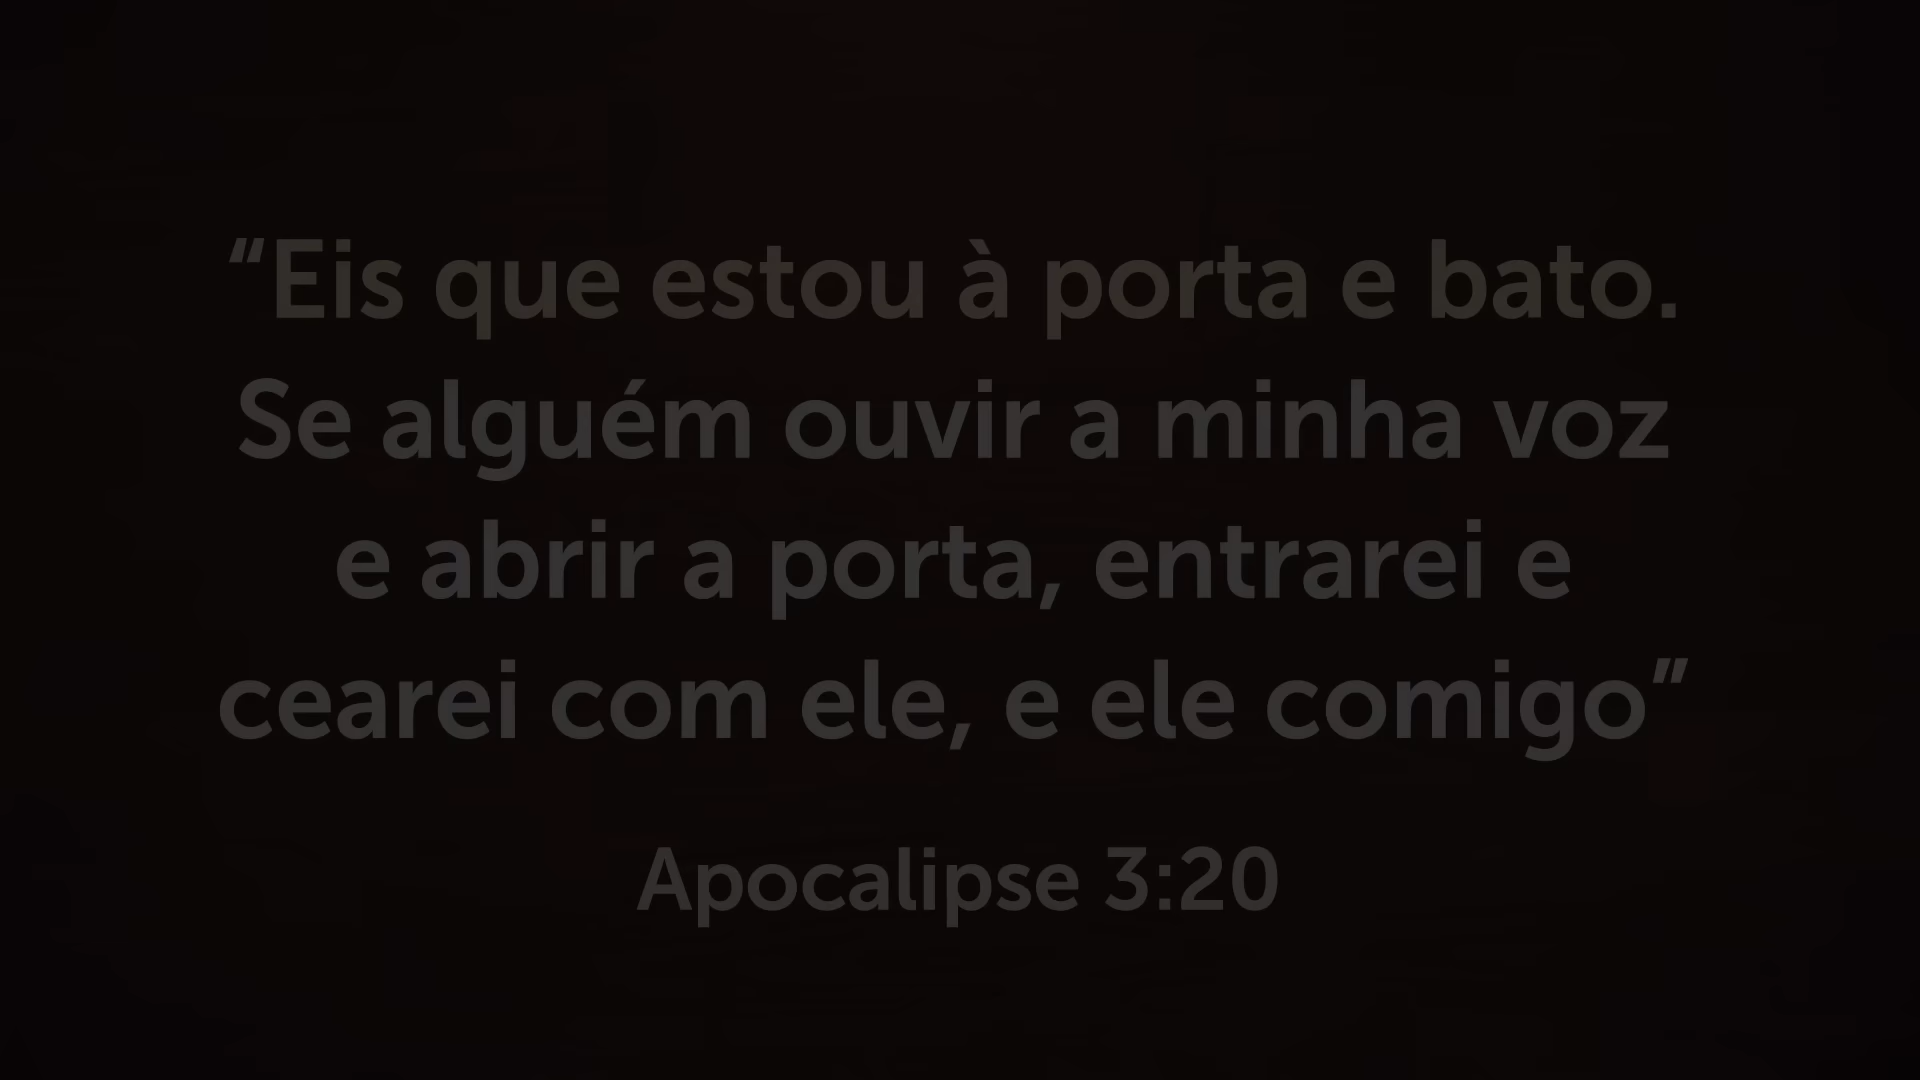 “Eis que estou à porta e bato.
Se alguém ouvir a minha voz
e abrir a porta, entrarei e
cearei com ele, e ele comigo”
Apocalipse 3:20